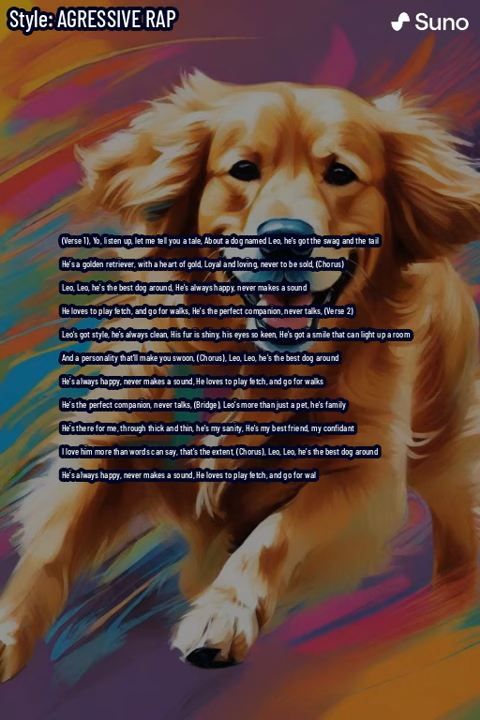 Style: AGRESSIVE RAP
Suno
(Verse 1), Yo, listen up, let me tell you a tale, About a dog named Leo, he's got the swag and the tail
He's a golden retriever, with a heart of gold, Loyal and loving, never to be sold, (Chorus)
Leo, Leo, he's the best dog around, He's always happy, never makes a sound
He loves to play fetch, and go for walks, He's the perfect companion, never talks, (Verse 2)
Leo's got style, he's always clean, His fur is shiny, his eyes so keen, He's got a smile that can light up a room
And a personality that'll make you swoon, (Chorus), Leo, Leo, he's the best dog around
He's always happy, never makes a sound, He loves to play fetch, and go for walks
He's the perfect companion, never talks, (Bridge), Leo's more than just a pet, he's family
He's there for me, through thick and thin, he's my sanity, He's my best friend, my confidant
I love him more than words can say, that's the extent, (Chorus), Leo, Leo, he's the best dog around
He's always happy, never makes a sound, He loves to play fetch, and go for wal